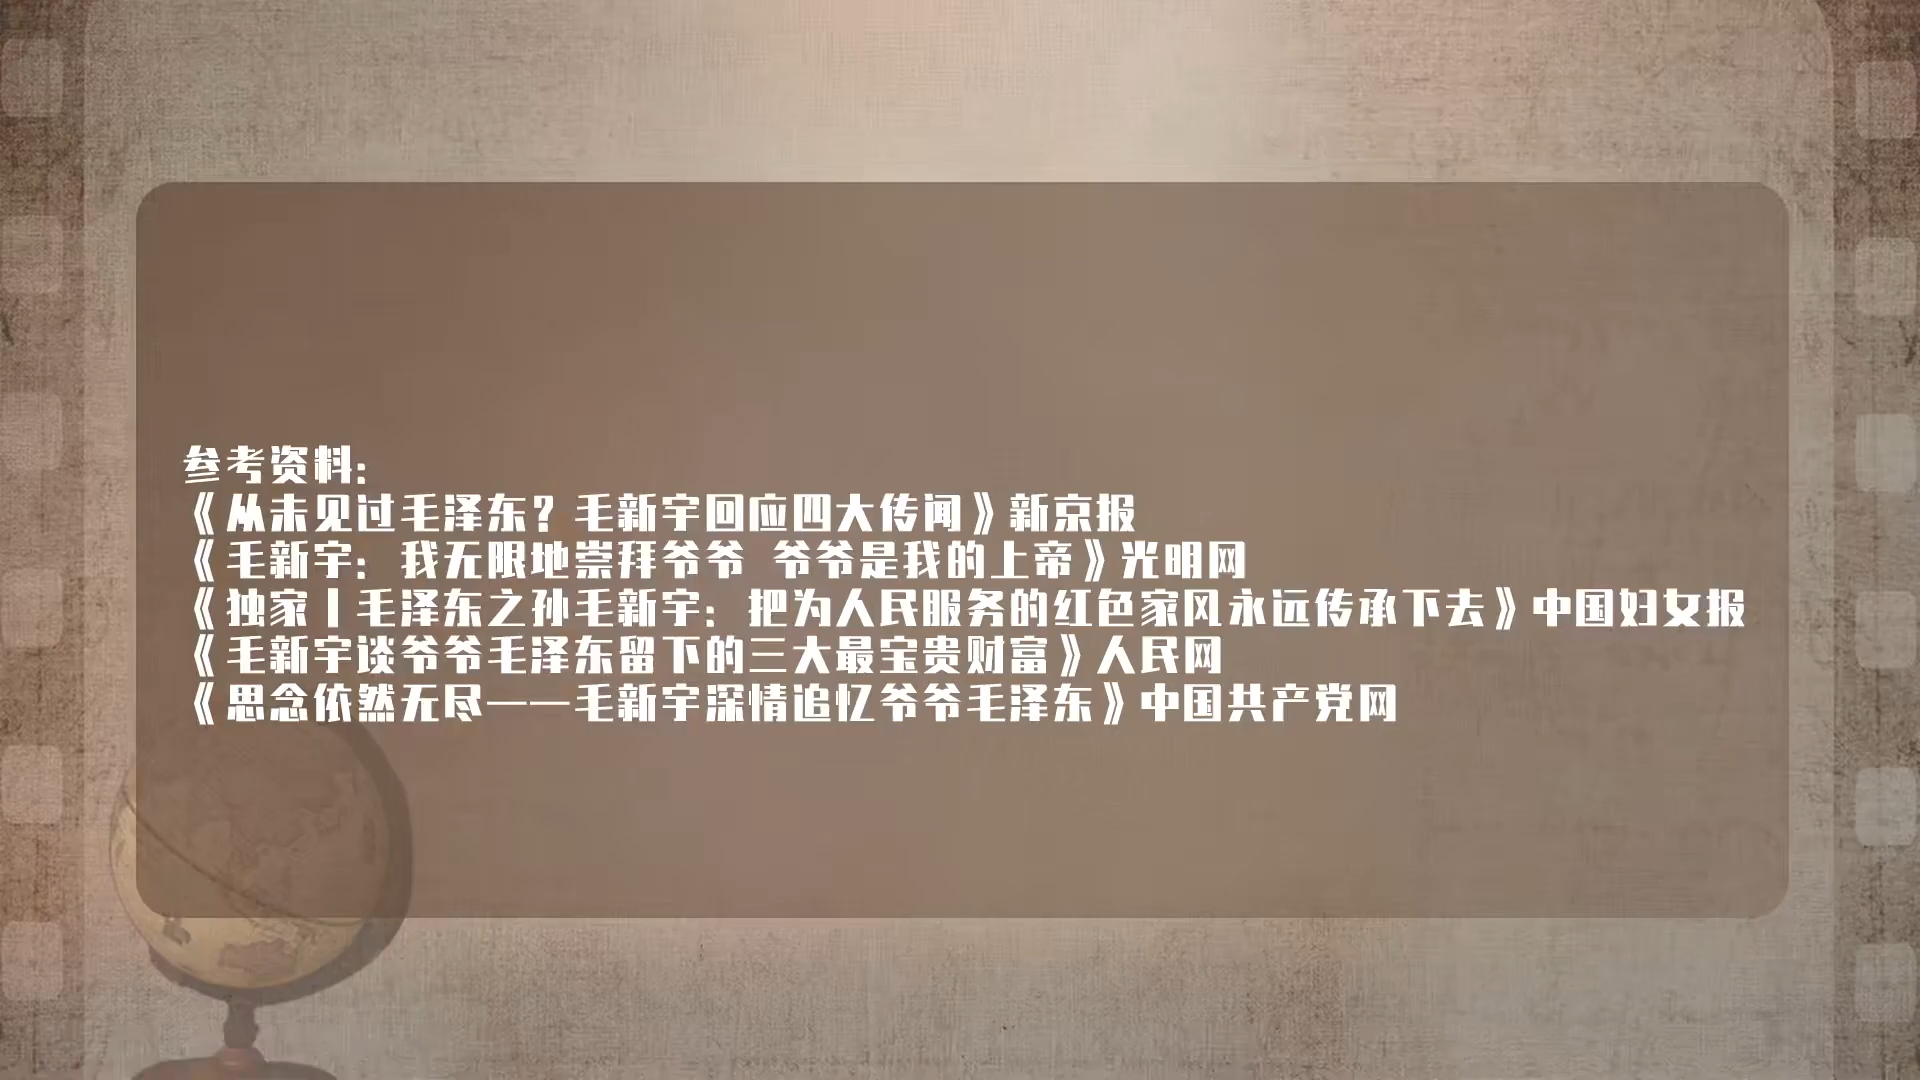 参考资料：
《从未见过毛泽东？毛新宇回应四大传闻》新京报
《毛新宇：我无限地崇拜爷爷 爷爷是我的上帝》光明网
《独家丨毛泽东之孙毛新宇：把为人民服务的红色家风永远传承下去》中国妇女报
《毛新宇谈爷爷毛泽东留下的三大最宝贵财富》人民网
《思念依然无尽——毛新宇深情追忆爷爷毛泽东》中国共产党网